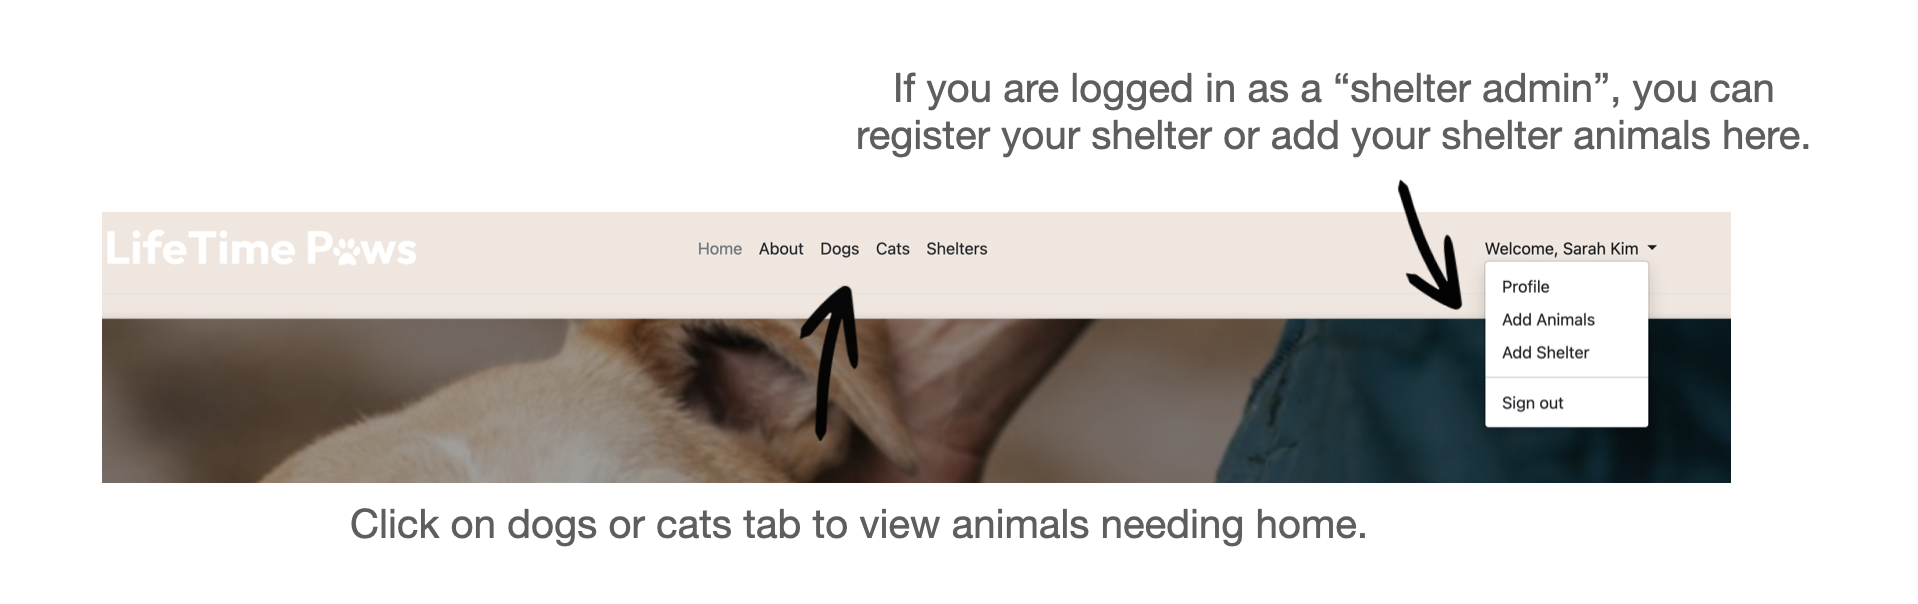 If you are logged in as a “shelter admin”, you can
register your shelter or add your shelter animals here.
LifeTime Paws
Home About Dogs Cats Shelters
Welcome, Sarah Kim
Profile
Add Animals
Add Shelter
Sign out
Click on dogs or cats tab to view animals needing home.